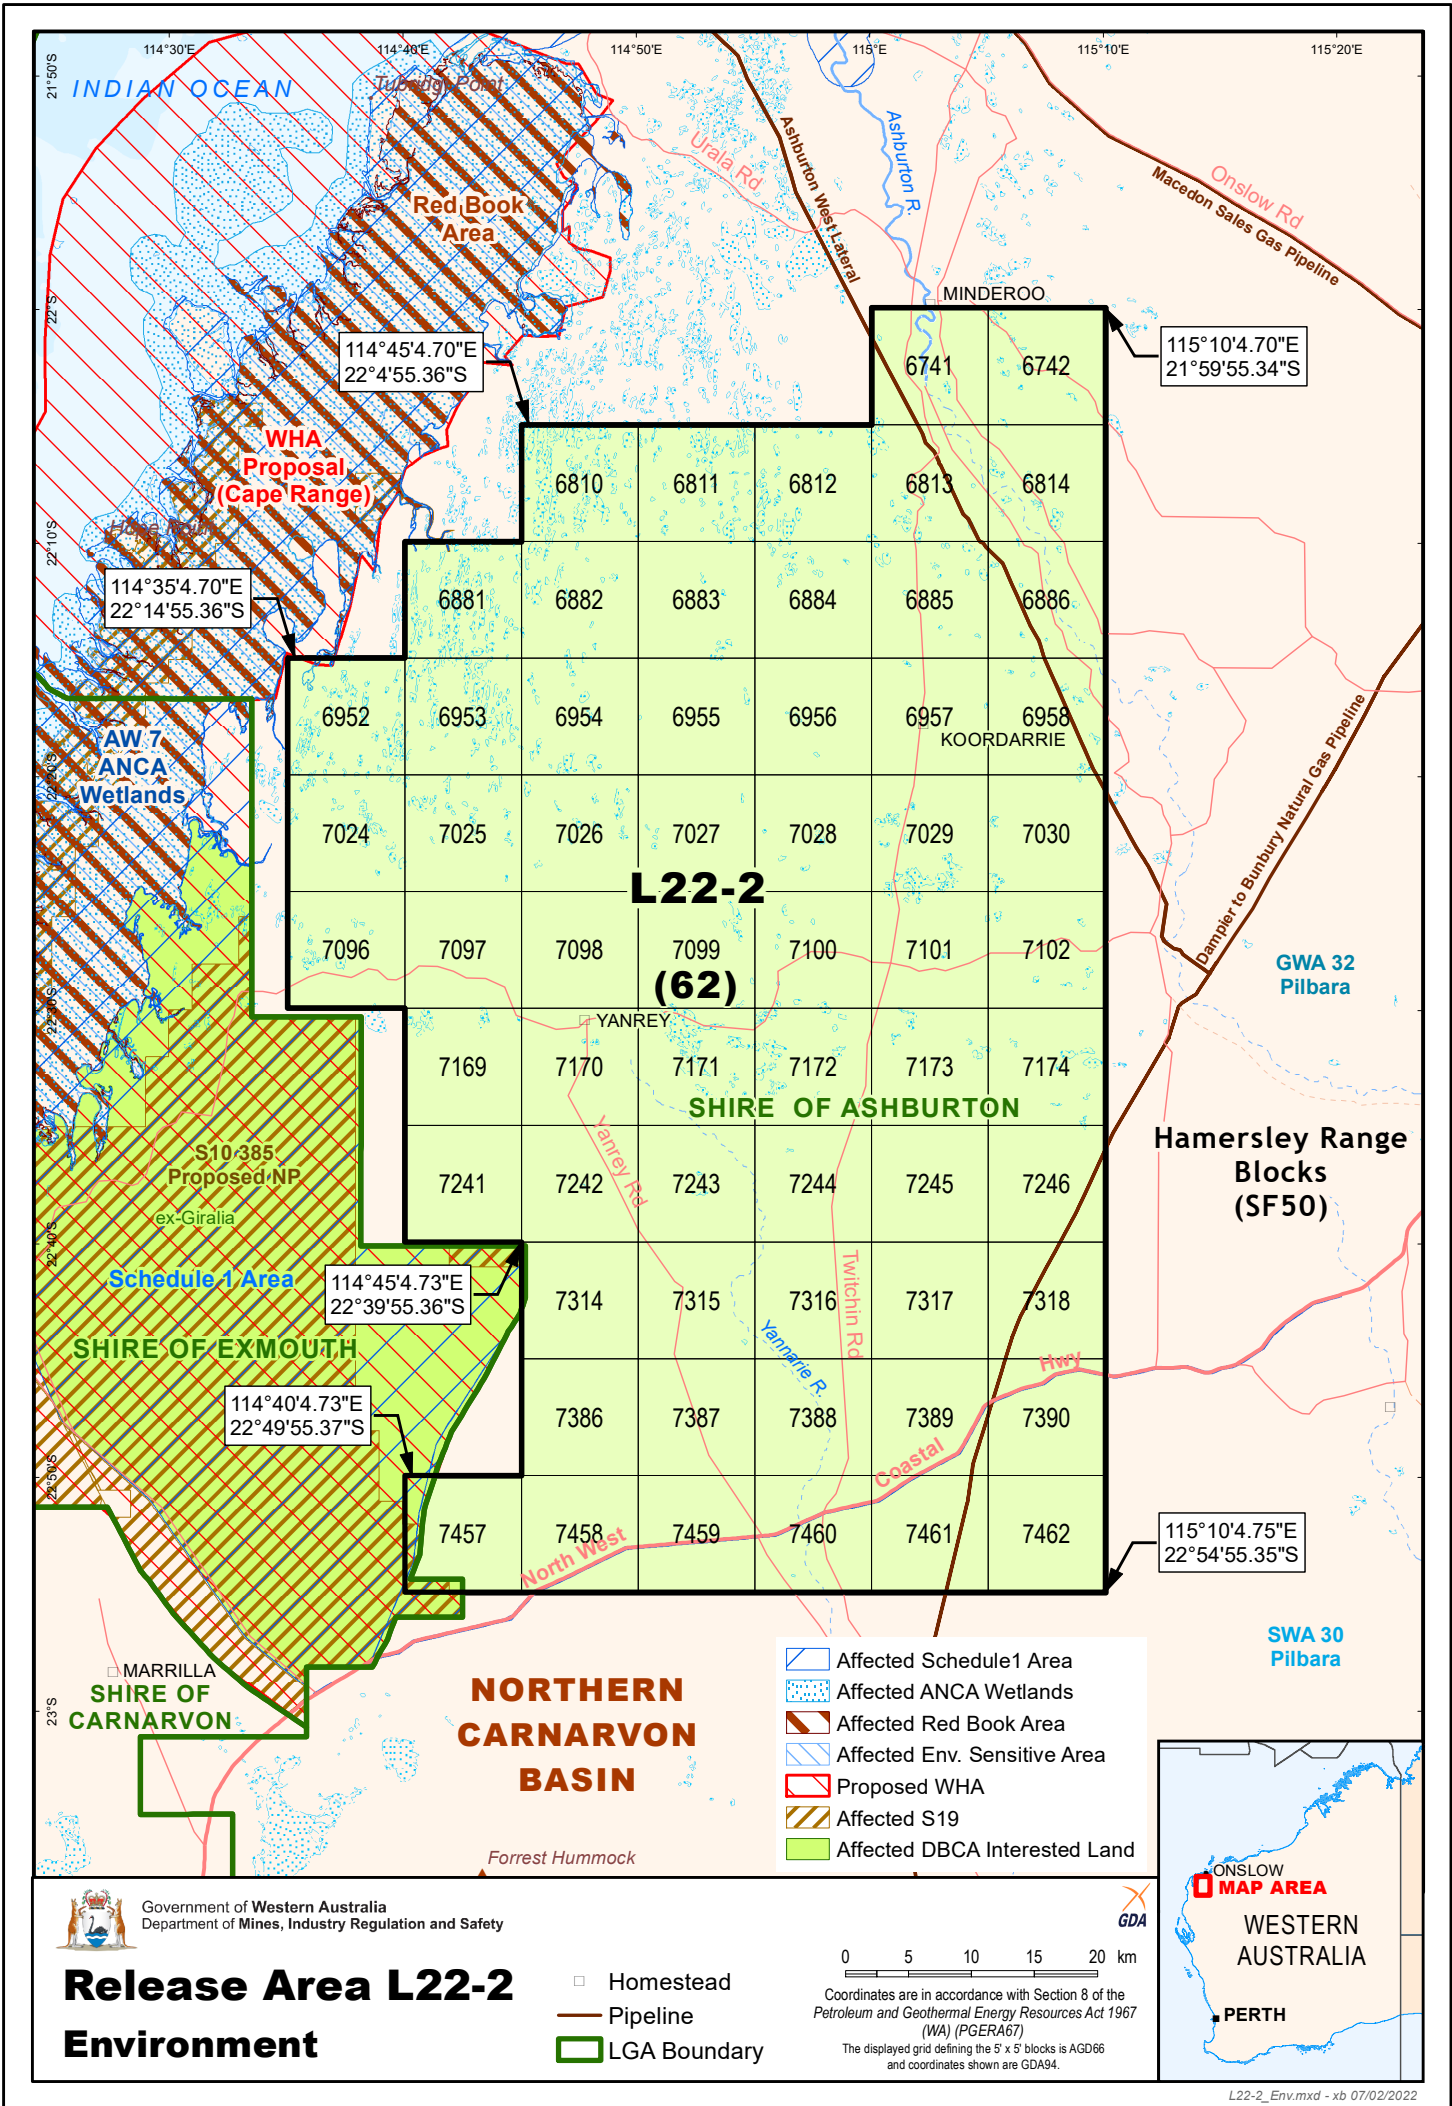 114°30'E
114°40'E
114°50'E
115°E
115°10'E
115°20'E
21°50'S
22°S
22°10'S
22°20'S
22°30'S
22°40'S
22°50'S
23°S
INDIAN OCEAN
Tubridgi Point
Urala Rd
Ashburton R
Ashburton West Lateral
Onslow Rd
Macedon Sales Gas Pipeline
Red Book
Area
MINDEROO
114°45'4.70"E
22°4'55.36"S
115°10'4.70"E
21°59'55.34"S
6741
6742
WHA
Proposal
(Cape Range)
6810
6811
6812
6813
6814
Hope Point
114°35'4.70"E
22°14'55.36"S
6881
6882
6883
6884
6885
6886
6952
6953
6954
6955
6956
6957
6958
KOORDARRIE
AW 7
ANCA
Wetlands
Dampier to Bunbury Natural Gas Pipeline
7024
7025
7026
7027
7028
7029
7030
L22-2
7096
7097
7098
7099
7100
7101
7102
(62)
GWA 32
Pilbara
YANREY
7169
7170
7171
7172
7173
7174
SHIRE OF ASHBURTON
Hamersley Range
Blocks
(SF50)
S10 385
Proposed NP
ex-Giralia
Yanrey Rd
7241
7242
7243
7244
7245
7246
Schedule 1 Area
114°45'4.73"E
22°39'55.36"S
Twitchin Rd
7314
7315
7316
7317
7318
Yannarie R.
SHIRE OF EXMOUTH
Hwy
114°40'4.73"E
22°49'55.37"S
7386
7387
7388
7389
7390
Coastal
7457
7458
7459
7460
7461
7462
North West
115°10'4.75"E
22°54'55.35"S
SWA 30
Pilbara
MARRILLA
SHIRE OF
CARNARVON
NORTHERN
CARNARVON
BASIN
Forrest Hummock
Affected Schedule1 Area
Affected ANCA Wetlands
Affected Red Book Area
Affected Env. Sensitive Area
Proposed WHA
Affected S19
Affected DBCA Interested Land
Government of Western Australia
Department of Mines, Industry Regulation and Safety
Release Area L22-2
Environment
Homestead
Pipeline
LGA Boundary
GDA
0 5 10 15 20 km
Coordinates are in accordance with Section 8 of the
Petroleum and Geothermal Energy Resources Act 1967
(WA) (PGERA67)
The displayed grid defining the 5' x 5' blocks is AGD66
and coordinates shown are GDA94.
ONSLOW
MAP AREA
WESTERN
AUSTRALIA
PERTH
L22-2_Env.mxd - xb 07/02/2022